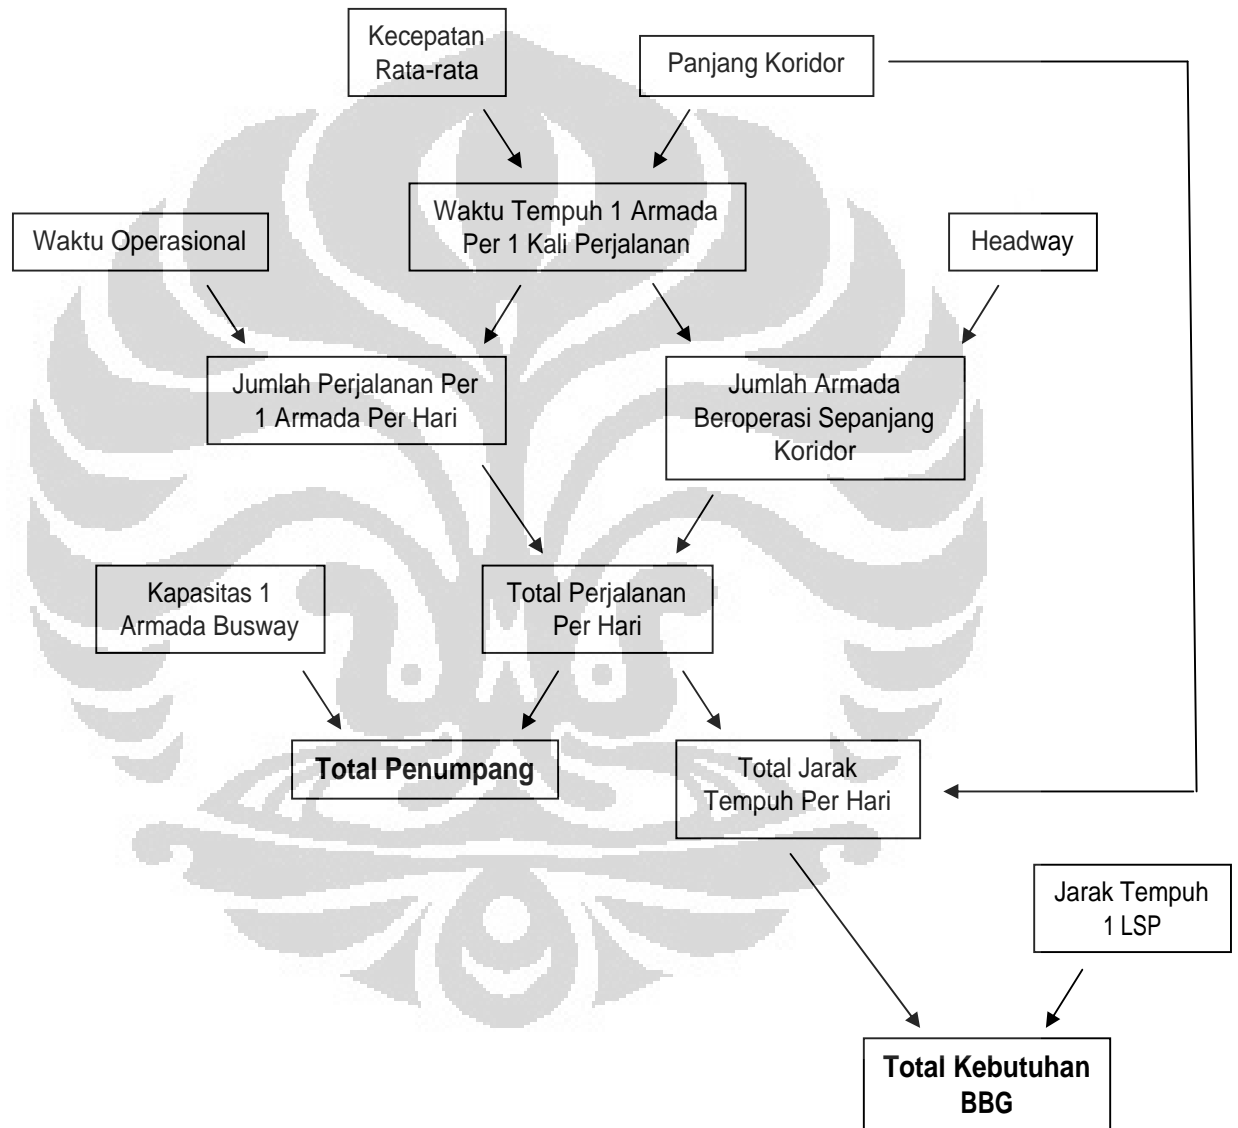 Kecepatan
Rata-rata
Panjang Koridor
Waktu Tempuh 1 Armada
Per 1 Kali Perjalanan
Waktu Operasional
Headway
Jumlah Perjalanan Per
1 Armada Per Hari
Jumlah Armada
Beroperasi Sepanjang
Koridor
Kapasitas 1
Armada Busway
Total Perjalanan
Per Hari
Total Penumpang
Total Jarak
Tempuh Per Hari
Jarak Tempuh
1 LSP
Total Kebutuhan
BBG